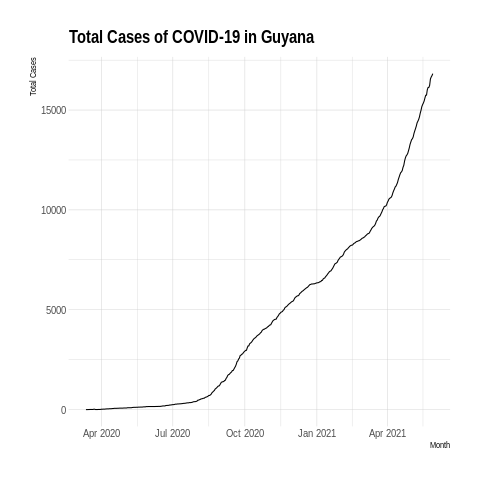 Total Cases of COVID-19 in Guyana
Total Cases
15000
10000
5000
0
Apr 2020 Jul 2020 Oct 2020 Jan 2021 Apr 2021
Month